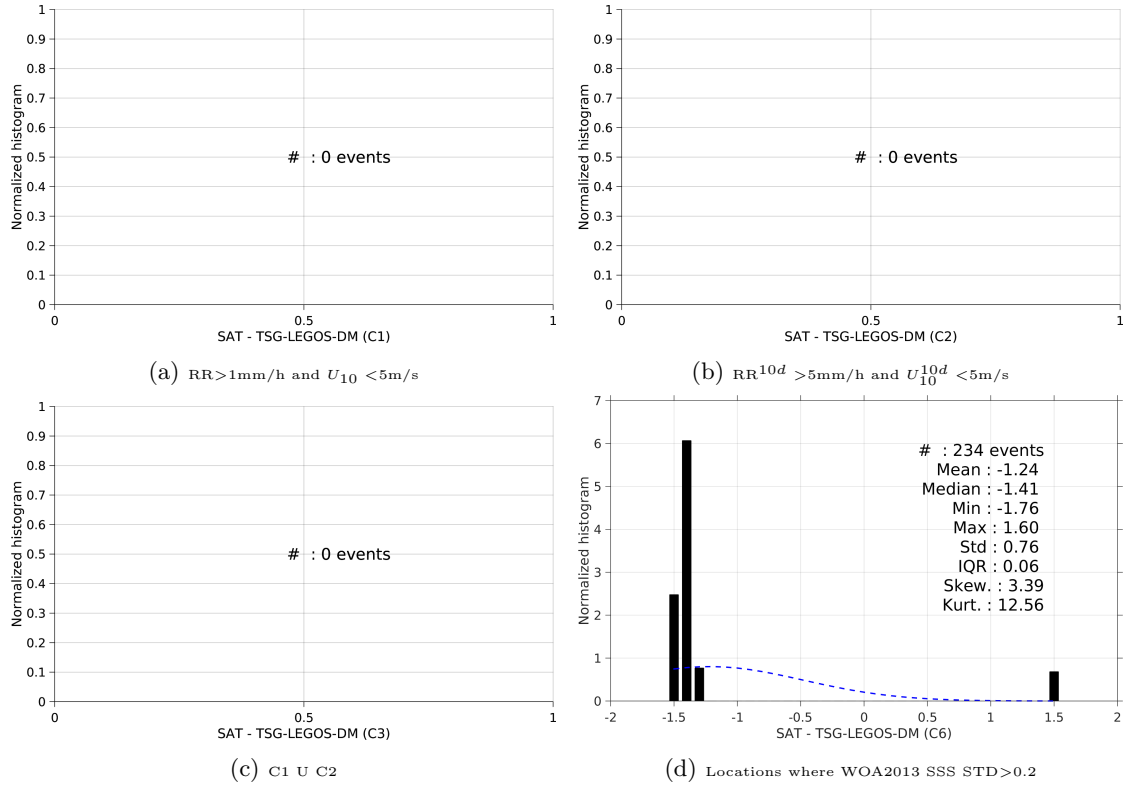 1
0.9
0.8
0.7
0.6
0.5
0.4
0.3
0.2
0.1
0
Normalized histogram
# : 0 events
0 0.5 1
SAT - TSG-LEGOS-DM (C1)
(a) RR>1mm/h and U10 <5m/s
1
0.9
0.8
0.7
0.6
0.5
0.4
0.3
0.2
0.1
0
Normalized histogram
# : 0 events
0 0.5 1
SAT - TSG-LEGOS-DM (C2)
(b) RR10d >5mm/h and U10d10 <5m/s
1
0.9
0.8
0.7
0.6
0.5
0.4
0.3
0.2
0.1
0
Normalized histogram
# : 0 events
0 0.5 1
SAT - TSG-LEGOS-DM (C3)
(c) C1 U C2
7
6
5
4
3
2
1
0
Normalized histogram
# : 234 events
Mean : -1.24
Median : -1.41
Min : -1.76
Max : 1.60
Std : 0.76
IQR : 0.06
Skew. : 3.39
Kurt. : 12.56
-2 -1.5 -1 -0.5 0 0.5 1 1.5 2
SAT - TSG-LEGOS-DM (C6)
(d) Locations where WOA2013 SSS STD>0.2